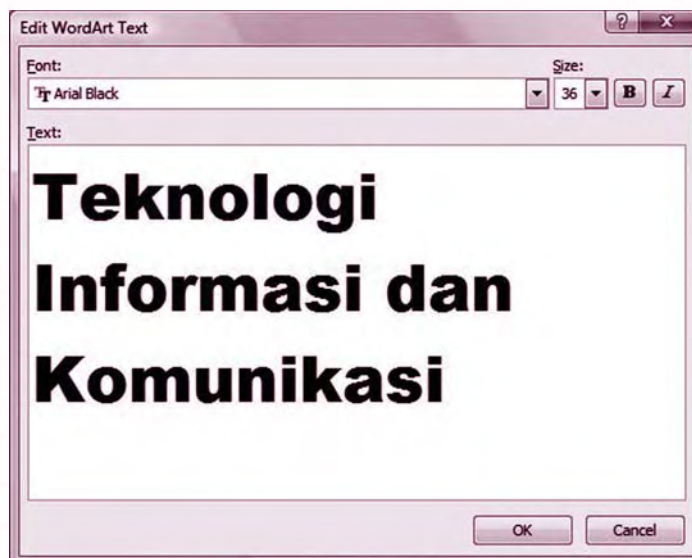 Edit WordArt Text
Font:
Size:
Arial Black
36
B
I
Text:
Teknologi
Informasi dan
Komunikasi
OK
Cancel